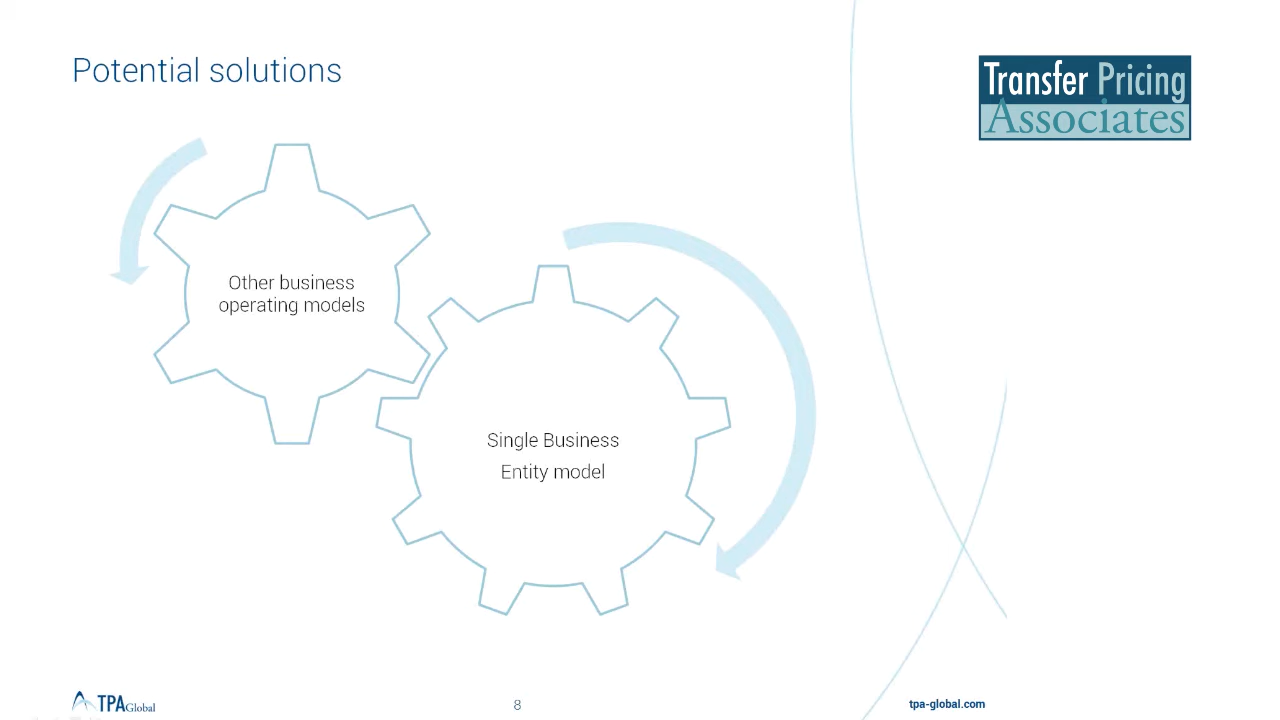 Potential solutions
Transfer Pricing
Associates
Other business
operating models
Single Business
Entity model
TPA Global
8
tpa-global.com